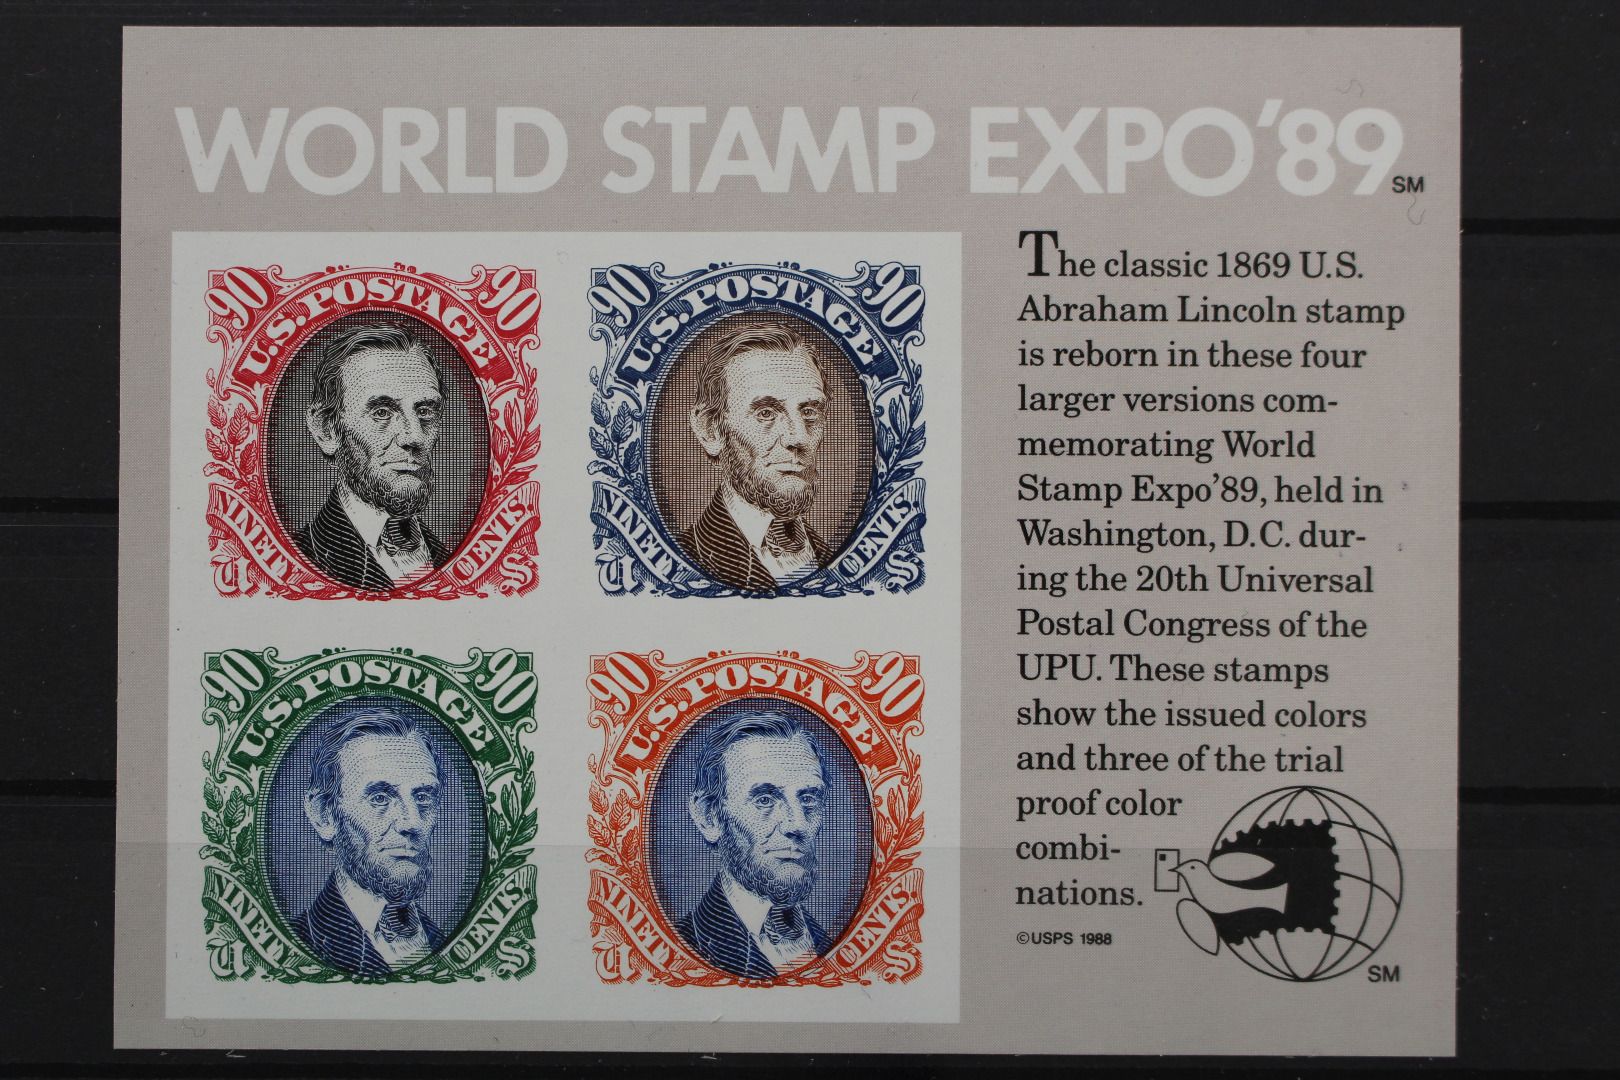 WORLD STAMP EXPO'89 SM
90 U.S. POSTAGE 90
NINETY CENTS.
U S
90 U.S. POSTAGE 90
NINETY CENTS.
U S
90 U.S. POSTAGE 90
NINETY CENTS.
U S
90 U.S. POSTAGE 90
NINETY CENTS.
U S
The classic 1869 U.S.
Abraham Lincoln stamp
is reborn in these four
larger versions com-
memorating World
Stamp Expo'89, held in
Washington, D.C. dur-
ing the 20th Universal
Postal Congress of the
UPU. These stamps
show the issued colors
and three of the trial
proof color
combi-
nations.
©USPS 1988
SM